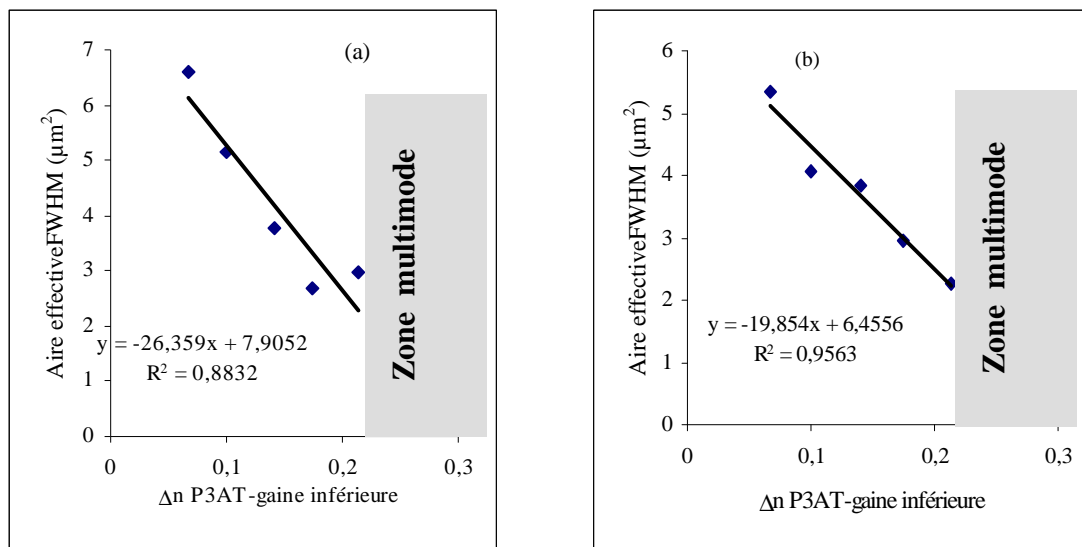 (a)
7
6
5
4
3
2
1
0
Aire effectiveFWHM (µm²)
Zone multimode
y = -26,359x + 7,9052
R² = 0,8832
0 0,1 0,2 0,3
Δn P3AT-gaine inférieure
(b)
6
5
4
3
2
1
0
Aire effectiveFWHM (µm²)
Zone multimode
y = -19,854x + 6,4556
R² = 0,9563
0 0,1 0,2 0,3
Δn P3AT-gaine inférieure